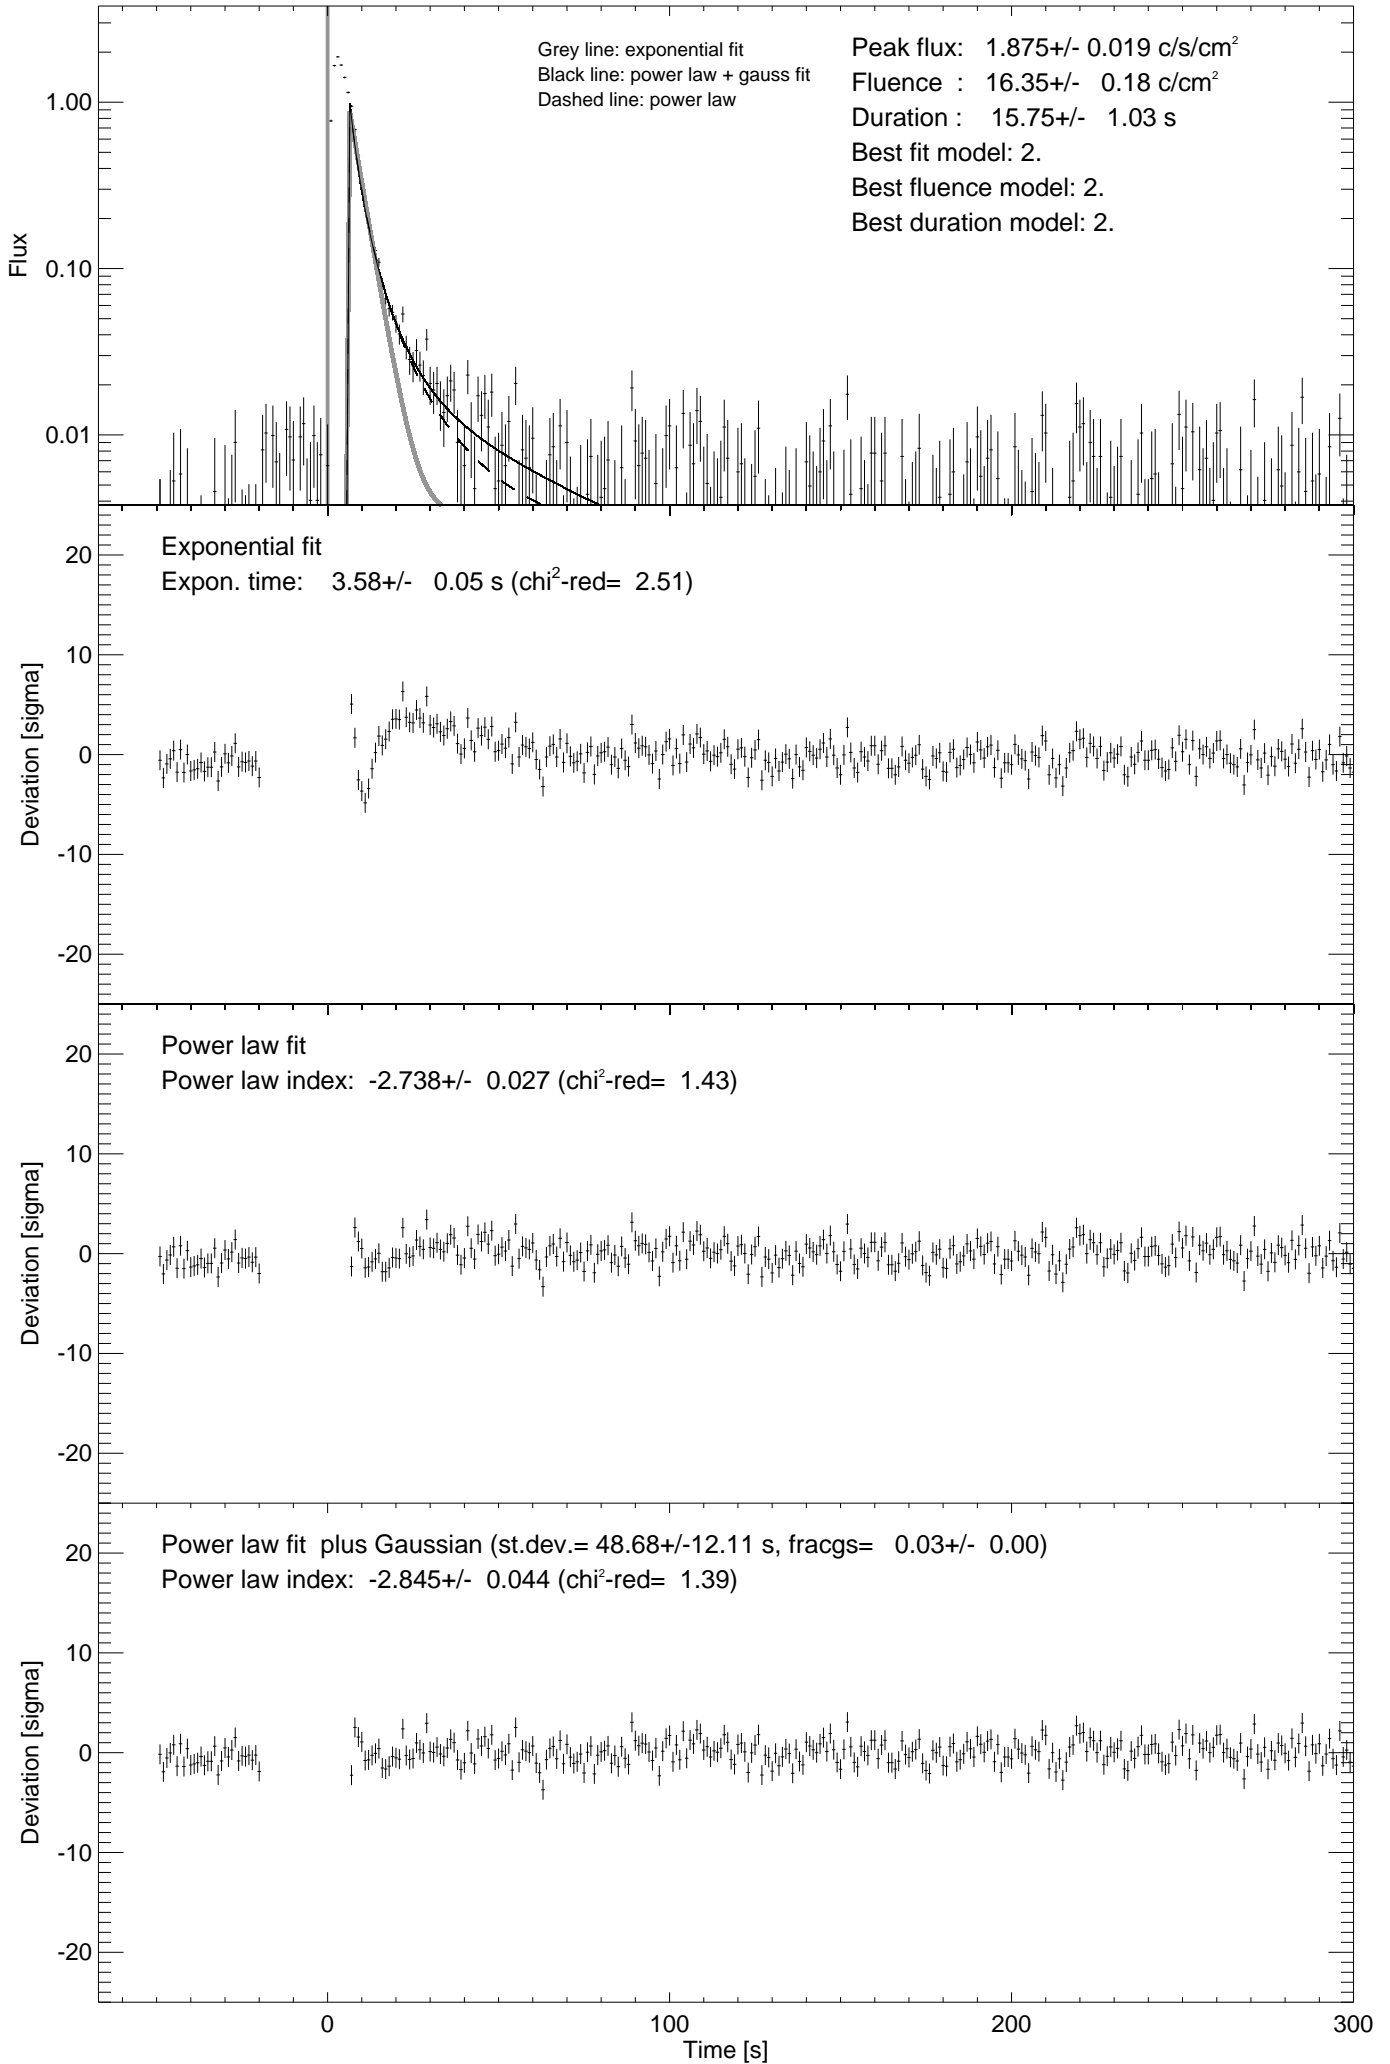 Grey line: exponential fit
Black line: power law + gauss fit
Dashed line: power law
Peak flux: 1.875+/- 0.019 c/s/cm²
Fluence : 16.35+/- 0.18 c/cm²
Duration : 15.75+/- 1.03 s
Best fit model: 2.
Best fluence model: 2.
Best duration model: 2.
Flux
1.00
0.10
0.01
Exponential fit
Expon. time: 3.58+/- 0.05 s (chi²-red= 2.51)
Deviation [sigma]
20
10
0
-10
-20
Power law fit
Power law index: -2.738+/- 0.027 (chi²-red= 1.43)
Deviation [sigma]
20
10
0
-10
-20
Power law fit plus Gaussian (st.dev.= 48.68+/-12.11 s, fracgs= 0.03+/- 0.00)
Power law index: -2.845+/- 0.044 (chi²-red= 1.39)
Deviation [sigma]
20
10
0
-10
-20
0 100 200 300
Time [s]